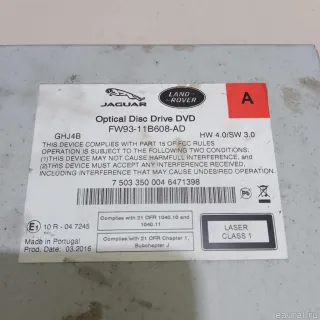 JAGUAR
LAND ROVER
A
Optical Disc Drive DVD
FW93-11B608-AD
GHJ4B
HW 4.0/SW 3.0
THIS DEVICE COMPLIES WITH PART 15 OF FCC RULES
OPERATION IS SUBJECT TO THE FOLLOWING TWO CONDITIONS:
(1)THIS DEVICE MAY NOT CAUSE HARMFULL INTERFERENCE, AND
(2)THIS DEVICE MUST ACCEPT ANY INTERFERENCE RECEIVED,
INCLUDING INTERFERENCE THAT MAY CAUSE UNDESIRED OPERATION
7 503 350 004 6471398
E1
10 R - 04 7245
Made in Portugal
Prod. Date 03.2016
Complies with 21 CFR 1040.10 and
1040.11
Complies with 21 CFR Chapter 1,
Subchapter J
LASER
CLASS 1